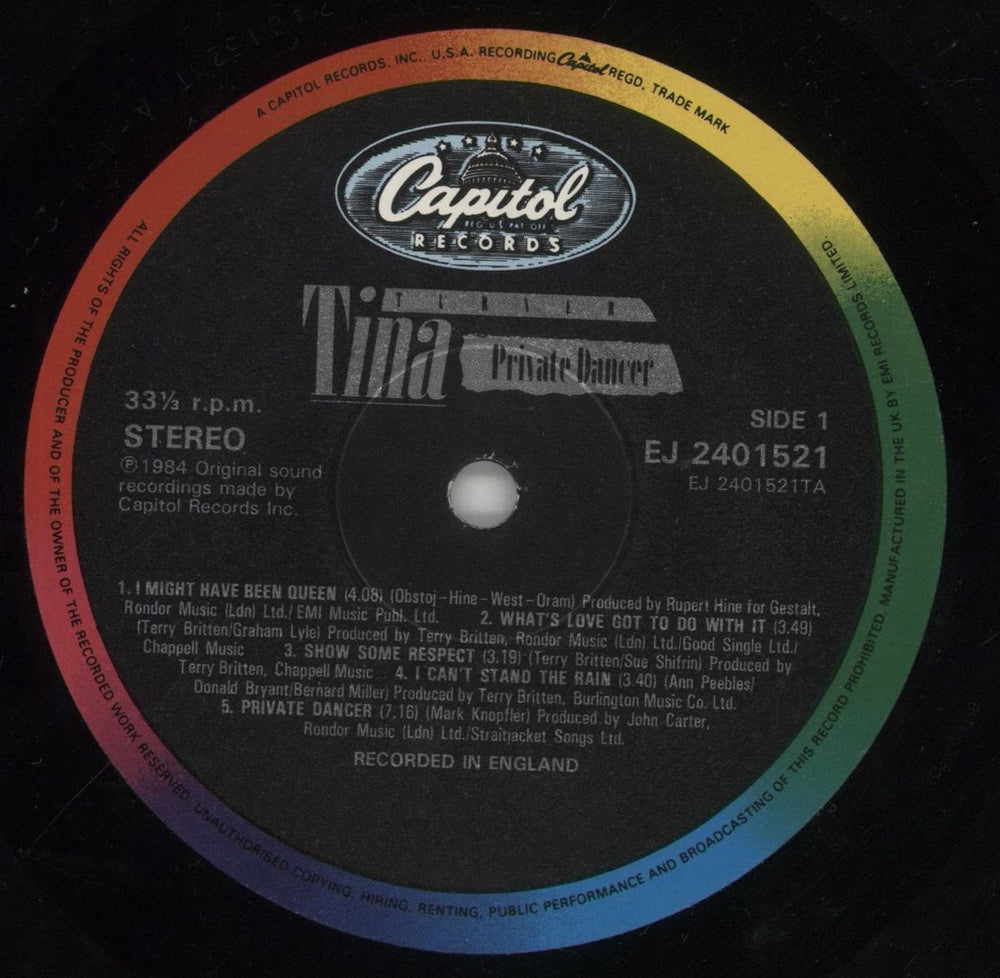 A CAPITOL RECORDS, INC., U.S.A. RECORDING Capitol REGD. TRADE MARK
Capitol
REG. U.S. PAT. OFF.
RECORDS
TURNER
Tina
Private Dancer
33⅓ r.p.m.
STEREO
℗ 1984 Original sound
recordings made by
Capitol Records Inc.
SIDE 1
EJ 2401521
EJ 2401521TA
1. I MIGHT HAVE BEEN QUEEN (4.08) (Obstoj–Hine–West–Oram) Produced by Rupert Hine for Gestalt,
Rondor Music (Ldn) Ltd./EMI Music Publ. Ltd. 2. WHAT'S LOVE GOT TO DO WITH IT (3.49)
(Terry Britten/Graham Lyle) Produced by Terry Britten, Rondor Music (Ldn) Ltd./Good Single Ltd./
Chappell Music 3. SHOW SOME RESPECT (3.19) (Terry Britten/Sue Shifrin) Produced by
Terry Britten, Chappell Music. 4. I CAN'T STAND THE RAIN (3.40) (Ann Peebles/
Donald Bryant/Bernard Miller) Produced by Terry Britten, Burlington Music Co. Ltd.
5. PRIVATE DANCER (7.16) (Mark Knopfler) Produced by John Carter,
Rondor Music (Ldn) Ltd./Straitjacket Songs Ltd.
RECORDED IN ENGLAND
ALL RIGHTS OF THE PRODUCER AND OF THE OWNER OF THE RECORDED WORK RESERVED. UNAUTHORISED COPYING, HIRING, RENTING, PUBLIC PERFORMANCE AND BROADCASTING OF THIS RECORD PROHIBITED. MANUFACTURED IN THE UK BY EMI RECORDS LIMITED.